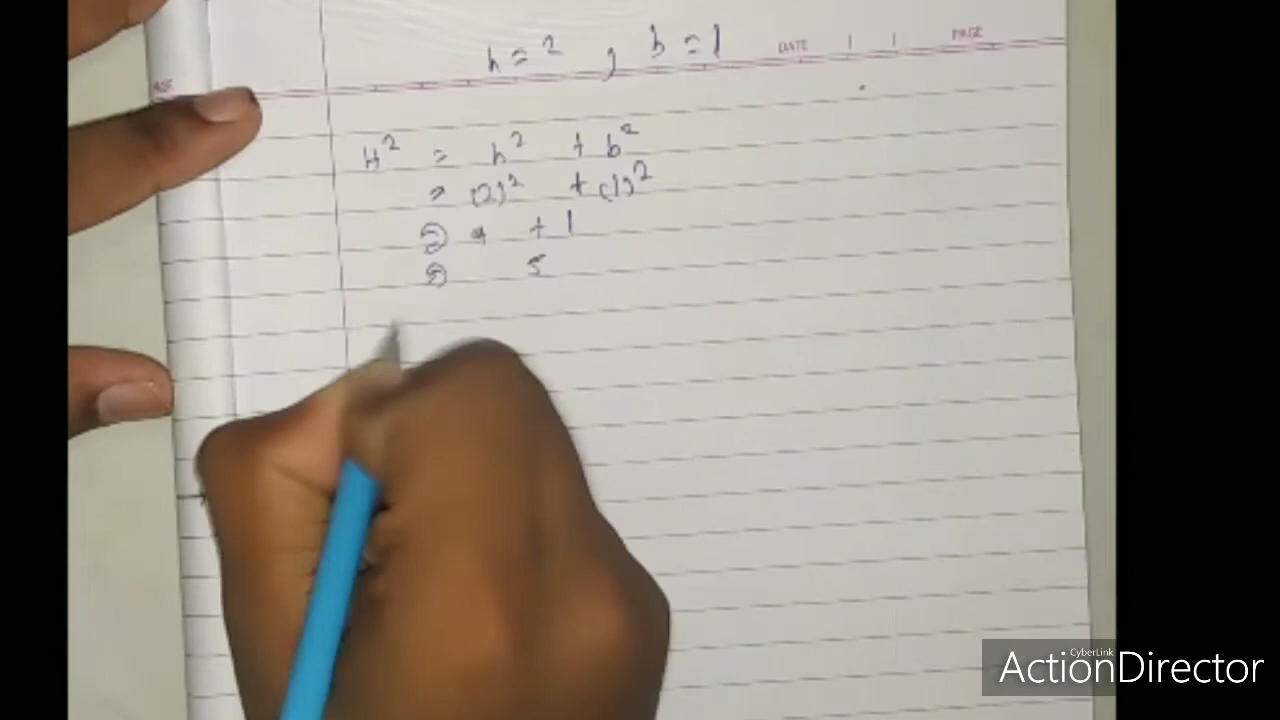 h = 2 , b = 1
DATE PAGE
H² = h² + b²
= (2)² + (1)²
= 4 + 1
= 5
CyberLink
ActionDirector